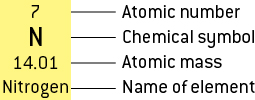 7 Atomic number
N Chemical symbol
14.01 Atomic mass
Nitrogen Name of element